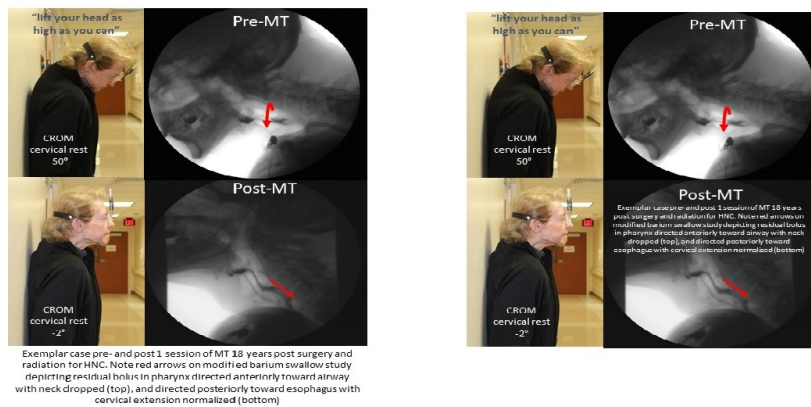 "lift your head as
high as you can"
Pre-MT
CROM
cervical rest
50°
Post-MT
CROM
cervical rest
-2°
Exemplar case pre- and post 1 session of MT 18 years post surgery and
radiation for HNC. Note red arrows on modified barium swallow study
depicting residual bolus in pharynx directed anteriorly toward airway
with neck dropped (top), and directed posteriorly toward esophagus with
cervical extension normalized (bottom)
"lift your head as
high as you can"
Pre-MT
CROM
cervical rest
50°
Post-MT
Exemplar case pre- and post 1 session of MT 18 years
post surgery and radiation for HNC. Note red arrows on
modified barium swallow study depicting residual bolus
in pharynx directed anteriorly toward airway with neck
dropped (top), and directed posteriorly toward
esophagus with cervical extension normalized (bottom)
CROM
cervical rest
-2°